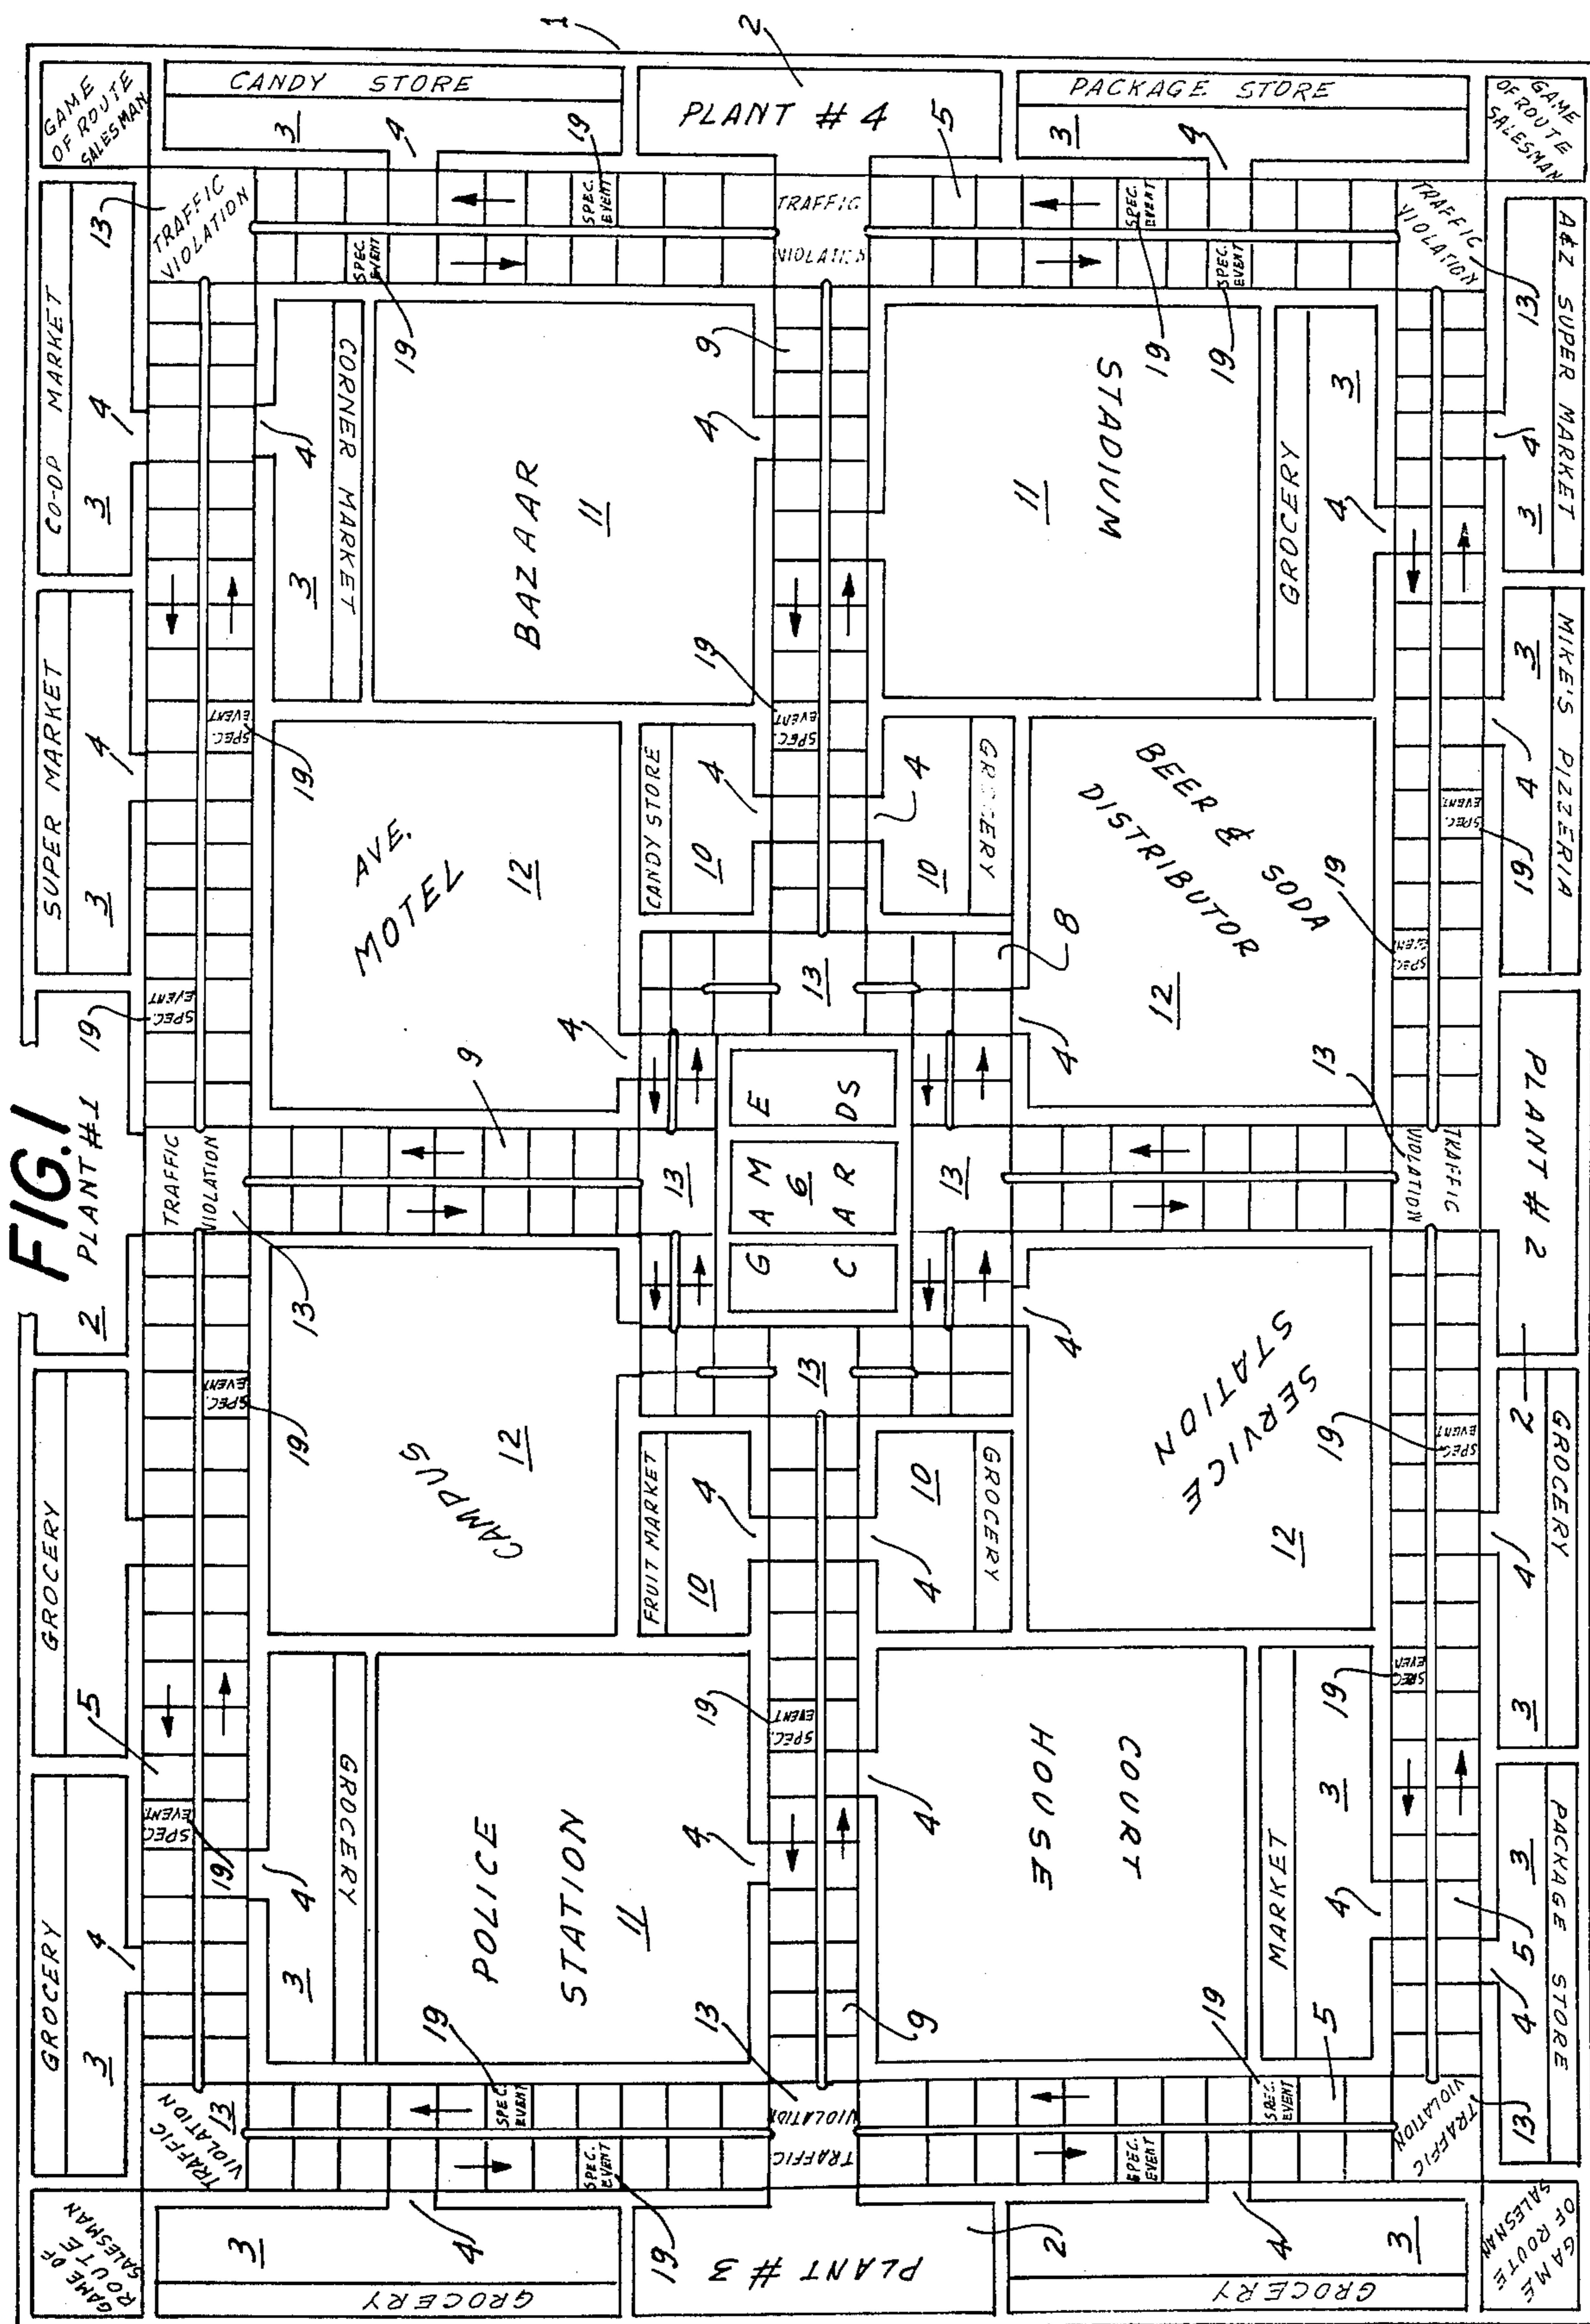 FIG.1
GAME
OF ROUTE
SALESMAN
CANDY STORE
3
4
19
PLANT #4
2
1
5
PACKAGE STORE
3
4
GAME
OF ROUTE
SALESMAN
CO-OP MARKET
3
4
13
TRAFFIC
VIOLATION
SPEC.
EVENT
19
SPEC.
EVENT
TRAFFIC
VIOLATION
SPEC.
EVENT
19
SPEC.
EVENT
19
TRAFFIC
VIOLATION
13
A&Z SUPER MARKET
3
4
SUPER MARKET
3
4
CORNER MARKET
3
4
BAZAAR
11
19
9
4
STADIUM
11
GROCERY
3
4
MIKE'S PIZZERIA
3
4
19
SPEC.
EVENT
19
SPEC.
EVENT
19
SPEC.
EVENT
SPEC.
EVENT
19
AVE.
MOTEL
12
CANDY STORE
10
4
GROCERY
10
4
8
BEER &
SODA
DISTRIBUTOR
12
SPEC.
EVENT
19
PLANT #1
2
TRAFFIC
VIOLATION
13
9
4
13
13
GAME
6
CARDS
13
13
4
13
TRAFFIC
VIOLATION
PLANT # 2
2
GROCERY
SPEC.
EVENT
19
CAMPUS
12
FRUIT MARKET
10
4
GROCERY
10
4
4
SERVICE
STATION
12
19
SPEC.
EVENT
GROCERY
3
4
GROCERY
3
4
5
SPEC.
EVENT
19
GROCERY
3
4
POLICE
STATION
11
4
19
SPEC.
EVENT
4
9
COURT
HOUSE
MARKET
3
4
19
SPEC.
EVEN
5
PACKAGE STORE
3
4
TRAFFIC
VIOLATION
13
SPEC.
EVENT
19
SPEC.
EVENT
19
TRAFFIC
VIOLATION
13
SPEC.
EVENT
SPEC.
EVENT
19
5
TRAFFIC
VIOLATION
13
GAME OF
ROUTE
SALESMAN
GROCERY
3
4
PLANT #3
2
GROCERY
3
4
GAME
OF ROUTE
SALESMAN